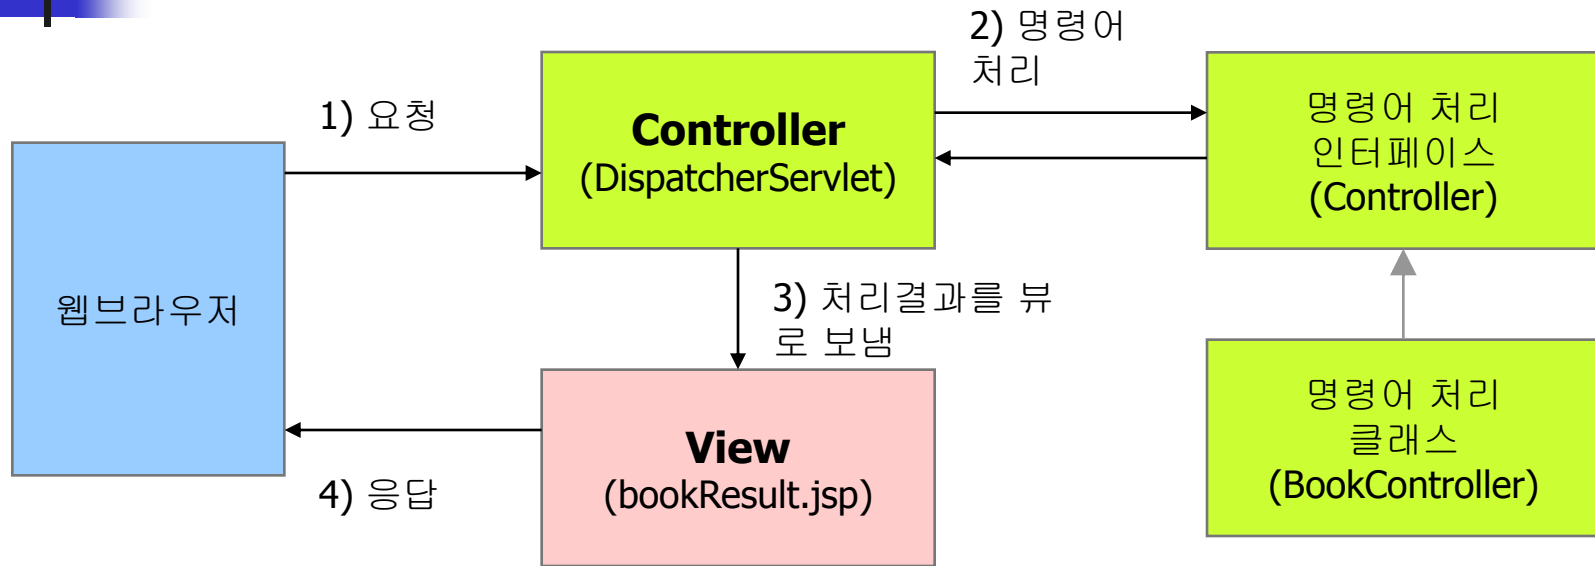 2) 명령어
처리
1) 요청
Controller
(DispatcherServlet)
명령어 처리
인터페이스
(Controller)
웹브라우저
3) 처리결과를 뷰
로 보냄
4) 응답
View
(bookResult.jsp)
명령어 처리
클래스
(BookController)